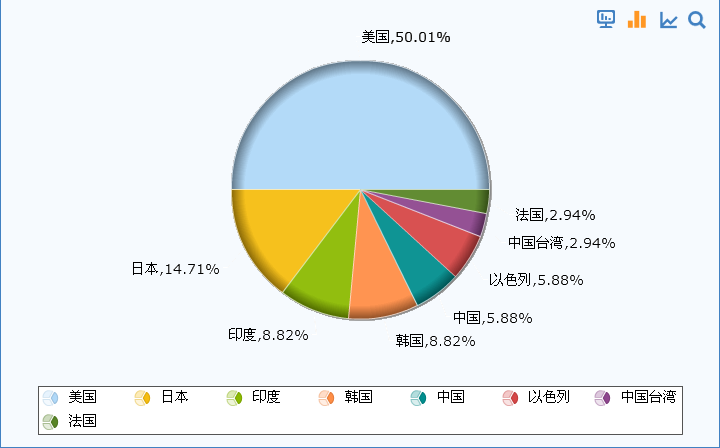 美国,50.01%
法国,2.94%
中国台湾,2.94%
日本,14.71%
以色列,5.88%
中国,5.88%
印度,8.82%
韩国,8.82%
美国 日本 印度 韩国 中国 以色列 中国台湾
法国